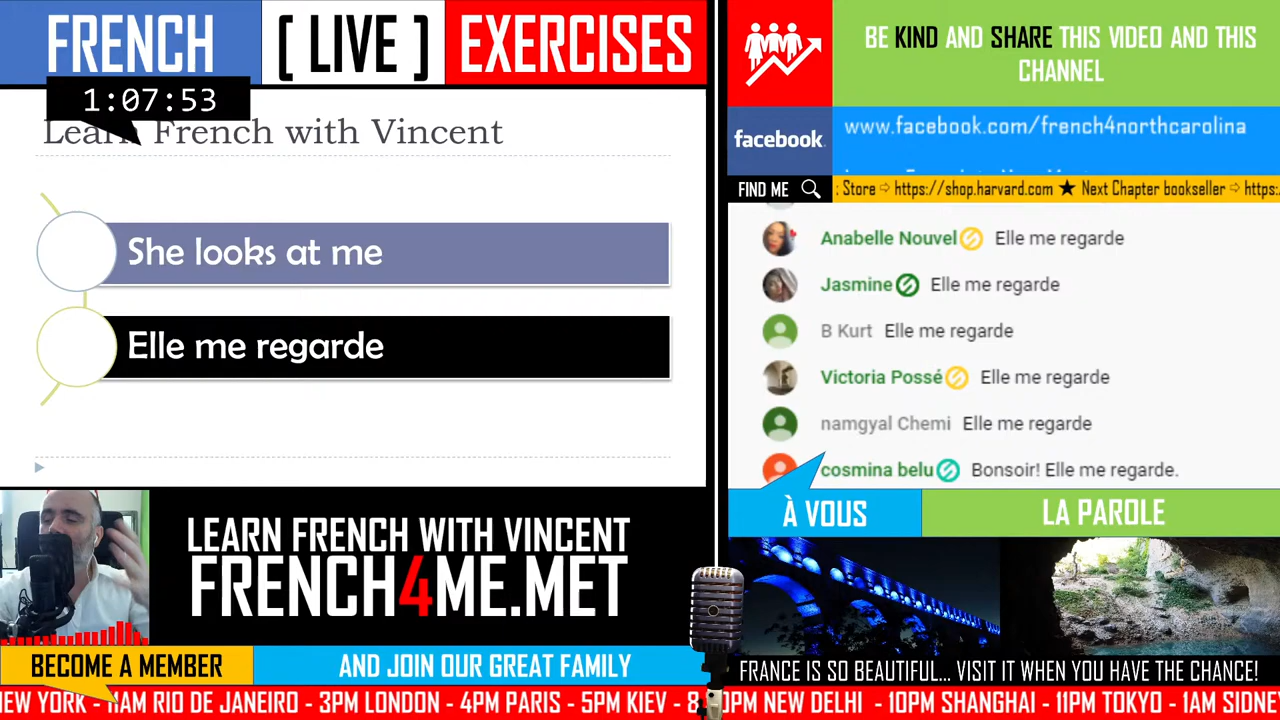 FRENCH
[ LIVE ]
EXERCISES
1:07:53
Learn French with Vincent
She looks at me
Elle me regarde
LEARN FRENCH WITH VINCENT
FRENCH4ME.MET
BECOME A MEMBER
AND JOIN OUR GREAT FAMILY
BE KIND AND SHARE THIS VIDEO AND THIS
CHANNEL
facebook.
www.facebook.com/french4northcarolina
FIND ME
: Store ⇨ https://shop.harvard.com ★ Next Chapter bookseller ⇨ https:
Anabelle Nouvel Elle me regarde
Jasmine Elle me regarde
B Kurt Elle me regarde
Victoria Possé Elle me regarde
namgyal Chemi Elle me regarde
cosmina belu Bonsoir! Elle me regarde.
À VOUS
LA PAROLE
FRANCE IS SO BEAUTIFUL... VISIT IT WHEN YOU HAVE THE CHANCE!
NEW YORK - 11AM RIO DE JANEIRO - 3PM LONDON - 4PM PARIS - 5PM KIEV - 8 0PM NEW DELHI - 10PM SHANGHAI - 11PM TOKYO - 1AM SIDNE